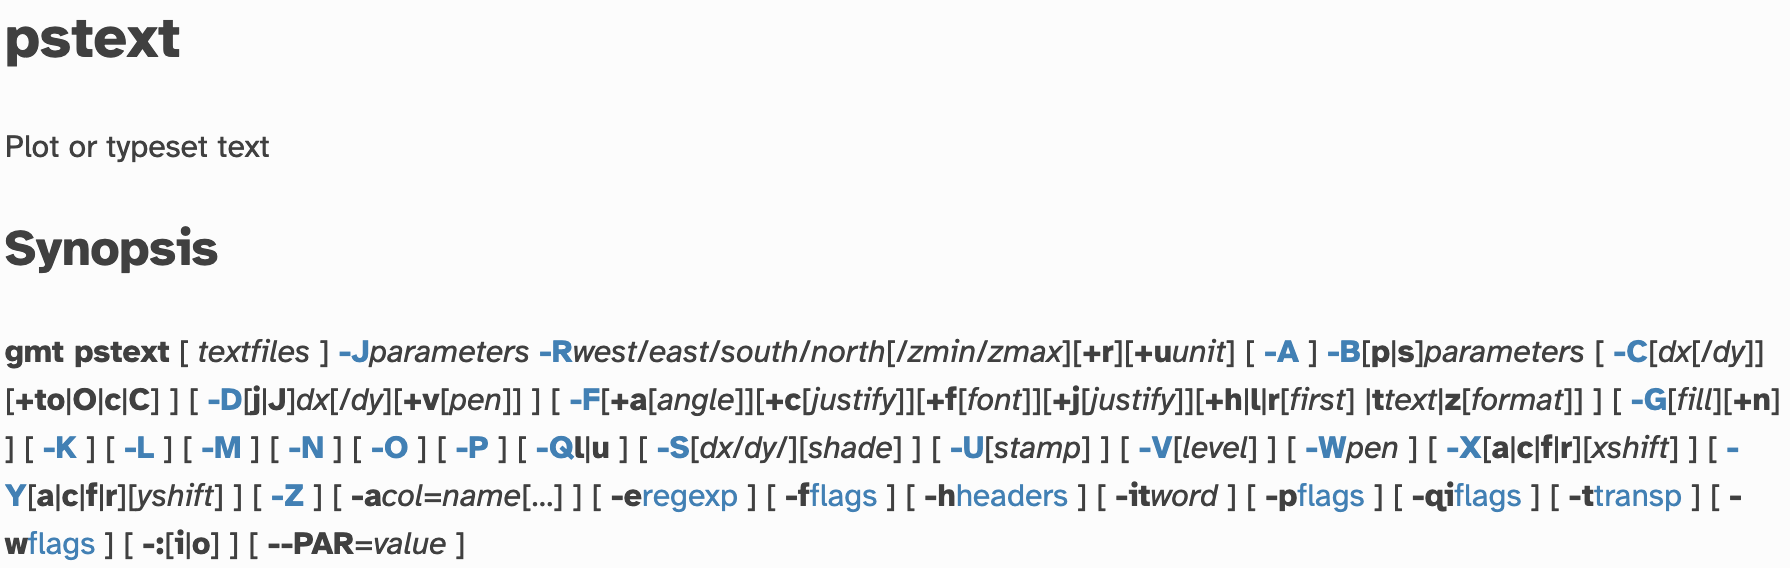 pstext
Plot or typeset text
Synopsis
gmt pstext [ textfiles ] -Jparameters -Rwest/east/south/north[/zmin/zmax][+r][+uunit] [ -A ] -B[p|s]parameters [ -C[dx[/dy]]
[+to|O|c|C] ] [ -D[j|J]dx[/dy][+v[pen]] ] [ -F[+a[angle]][+c[justify]][+f[font]][+j[justify]][+h|l|r[first] |ttext|z[format]] ] [ -G[fill][+n]
] [ -K ] [ -L ] [ -M ] [ -N ] [ -O ] [ -P ] [ -Ql|u ] [ -S[dx/dy/][shade] ] [ -U[stamp] ] [ -V[level] ] [ -Wpen ] [ -X[a|c|f|r][xshift] ] [ -
Y[a|c|f|r][yshift] ] [ -Z ] [ -acol=name[...] ] [ -eregexp ] [ -fflags ] [ -hheaders ] [ -itword ] [ -pflags ] [ -qiflags ] [ -ttransp ] [ -
wflags ] [ -:[i|o] ] [ --PAR=value ]